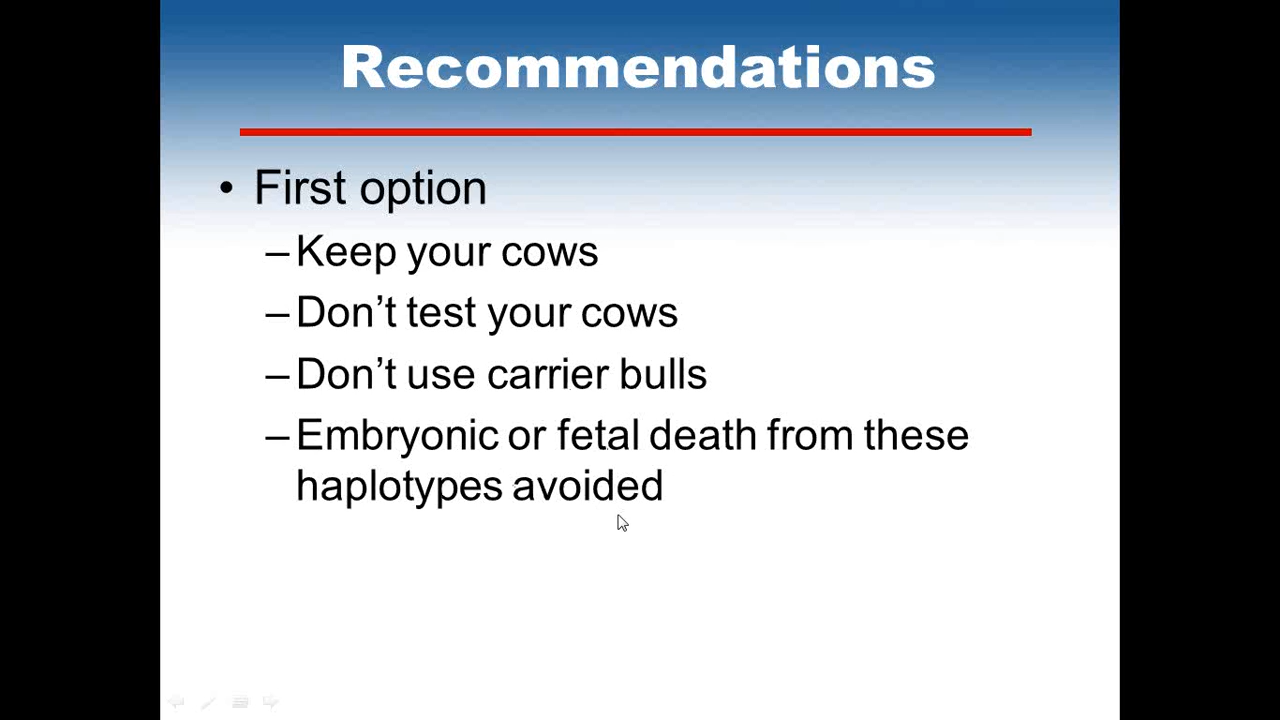 Recommendations
• First option
–Keep your cows
–Don’t test your cows
–Don’t use carrier bulls
–Embryonic or fetal death from these
haplotypes avoided